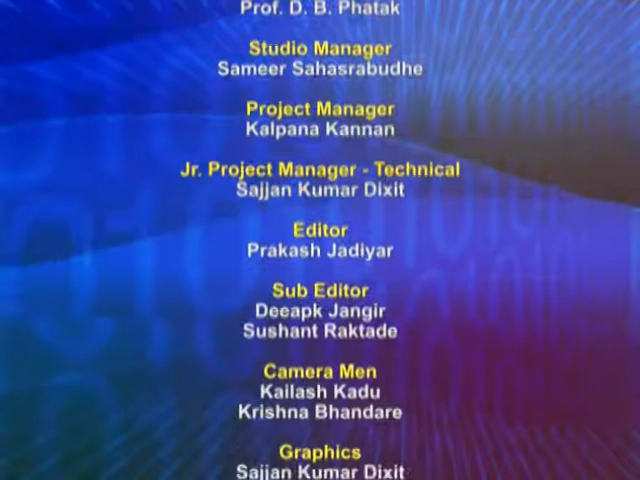 Prof. D. B. Phatak
Studio Manager
Sameer Sahasrabudhe
Project Manager
Kalpana Kannan
Jr. Project Manager - Technical
Sajjan Kumar Dixit
Editor
Prakash Jadiyar
Sub Editor
Deeapk Jangir
Sushant Raktade
Camera Men
Kailash Kadu
Krishna Bhandare
Graphics
Sajjan Kumar Dixit